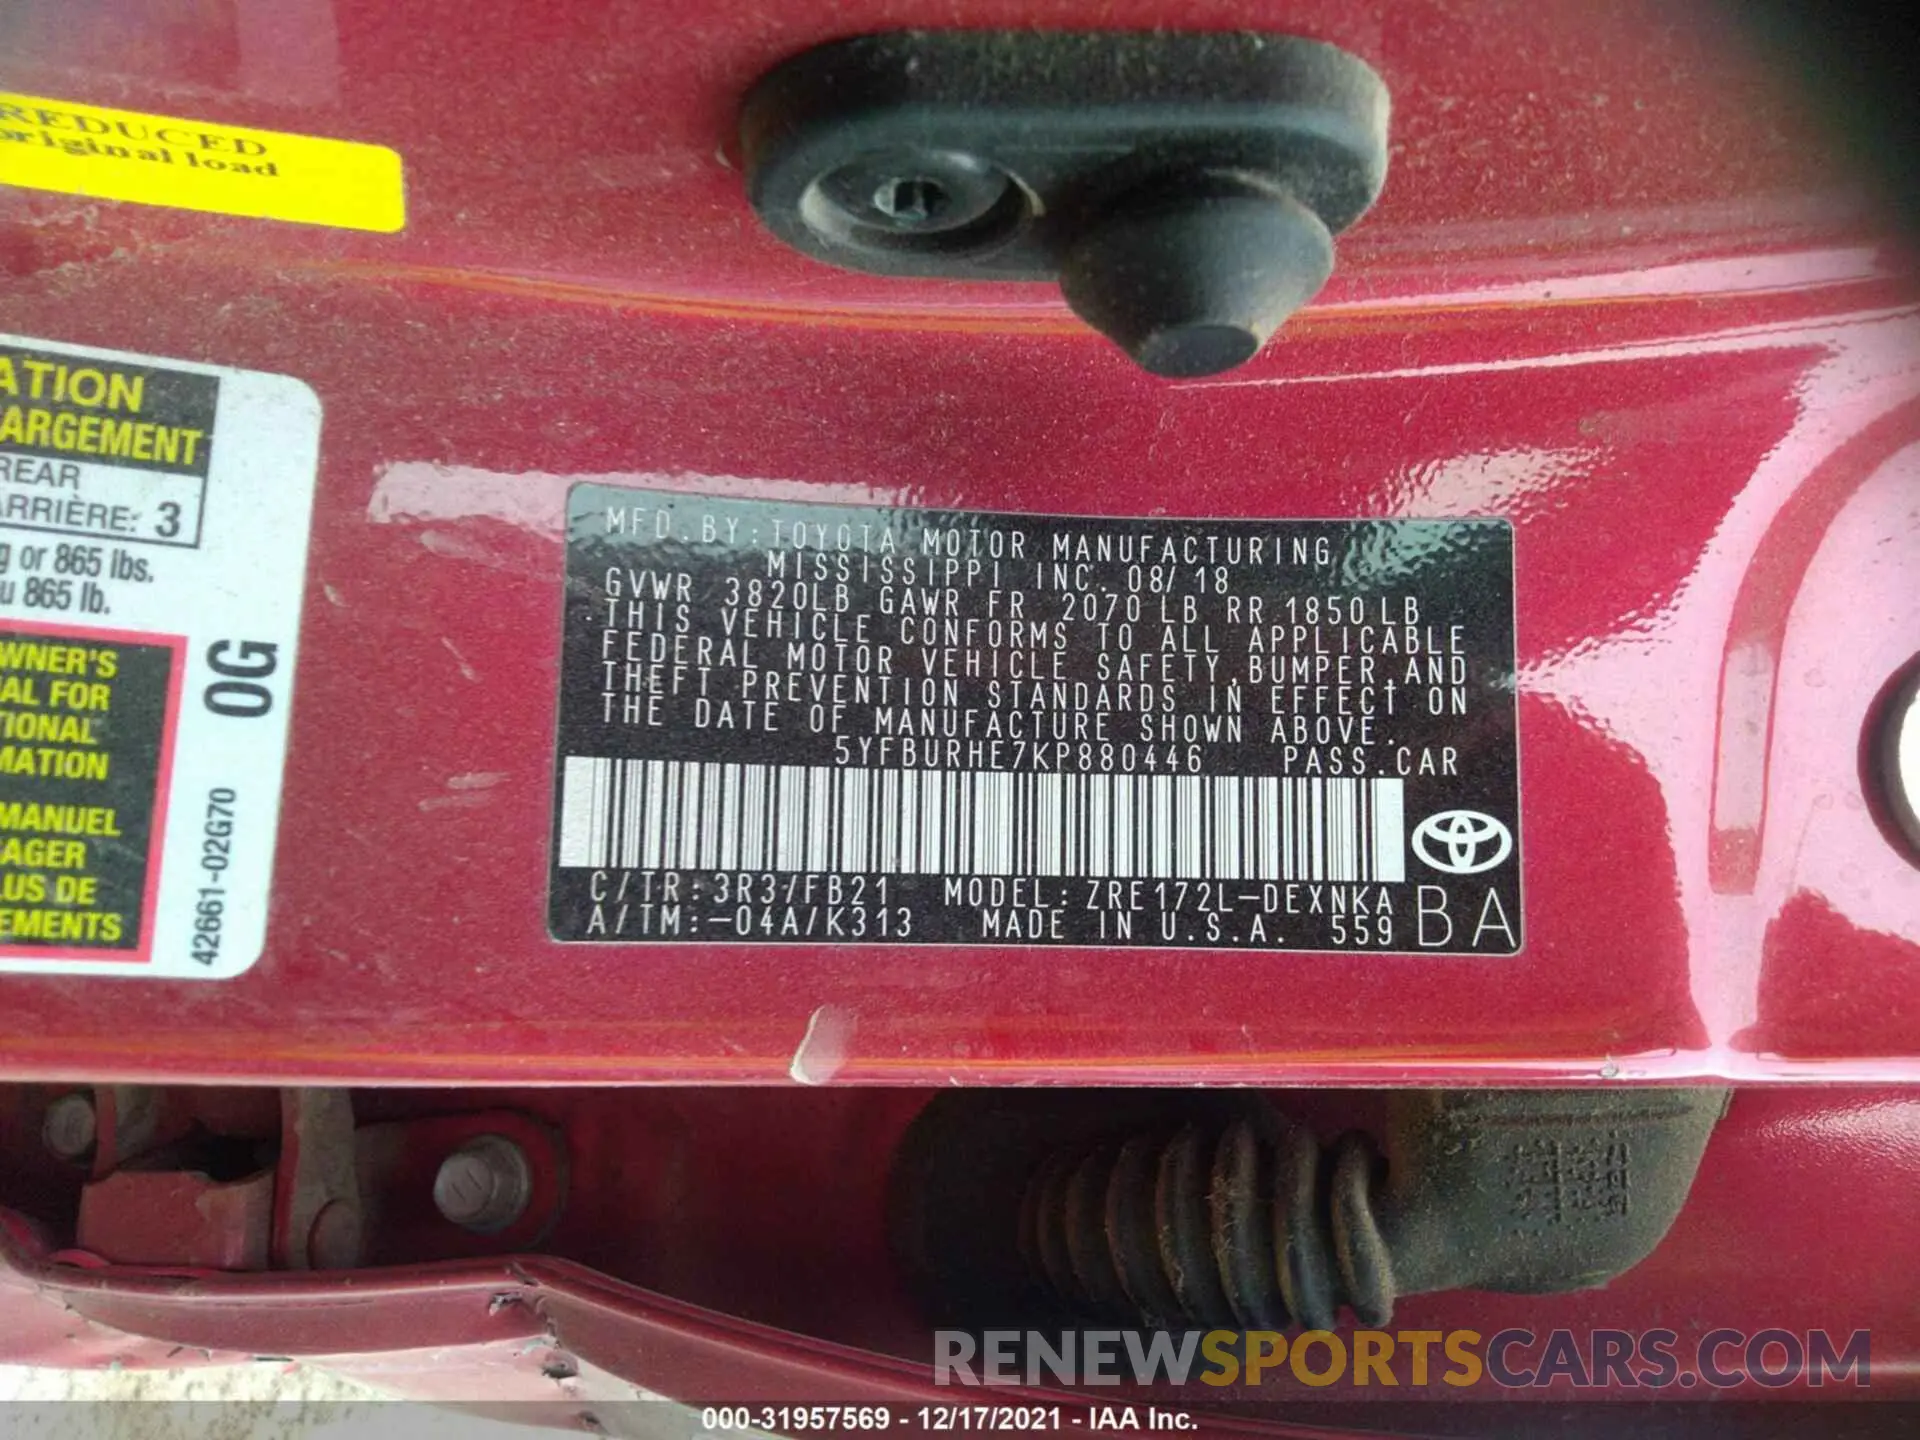 REDUCED
original load
ATION
ARGEMENT
REAR
ARRIÈRE: 3
g or 865 lbs.
u 865 lb.
WNER'S
AL FOR
TIONAL
MATION
MANUEL
AGER
LUS DE
EMENTS
0G
42661-02G70
MFD. BY: TOYOTA MOTOR MANUFACTURING
MISSISSIPPI INC. 08/18
GVWR 3820LB GAWR FR 2070 LB RR 1850 LB
THIS VEHICLE CONFORMS TO ALL APPLICABLE
FEDERAL MOTOR VEHICLE SAFETY, BUMPER, AND
THEFT PREVENTION STANDARDS IN EFFECT ON
THE DATE OF MANUFACTURE SHOWN ABOVE.
5YFBURHE7KP880446 PASS. CAR
C/TR: 3R3/FB21 MODEL: ZRE172L-DEXNKA
A/TM: -04A/K313 MADE IN U.S.A. 559
BA
RENEWSPORTSCARS.COM
000-31957569 - 12/17/2021 - IAA Inc.